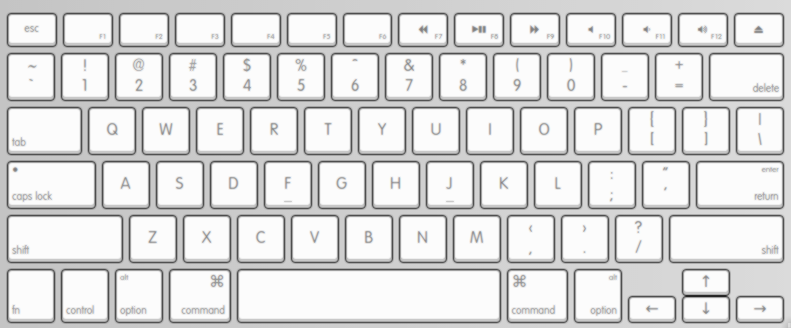 esc F1 F2 F3 F4 F5 F6 ◀◀ F7 ▶❚❚ F8 ▶▶ F9 F10 F11 F12
~ ! @ # $ % ^ & * ( ) _ +
` 1 2 3 4 5 6 7 8 9 0 - = delete
tab Q W E R T Y U I O P { [ } ] | \
caps lock A S D F G H J K L : ; " , enter return
shift Z X C V B N M < , > . ? / shift
fn control alt option ⌘ command ⌘ command alt option ← ↑ ↓ →